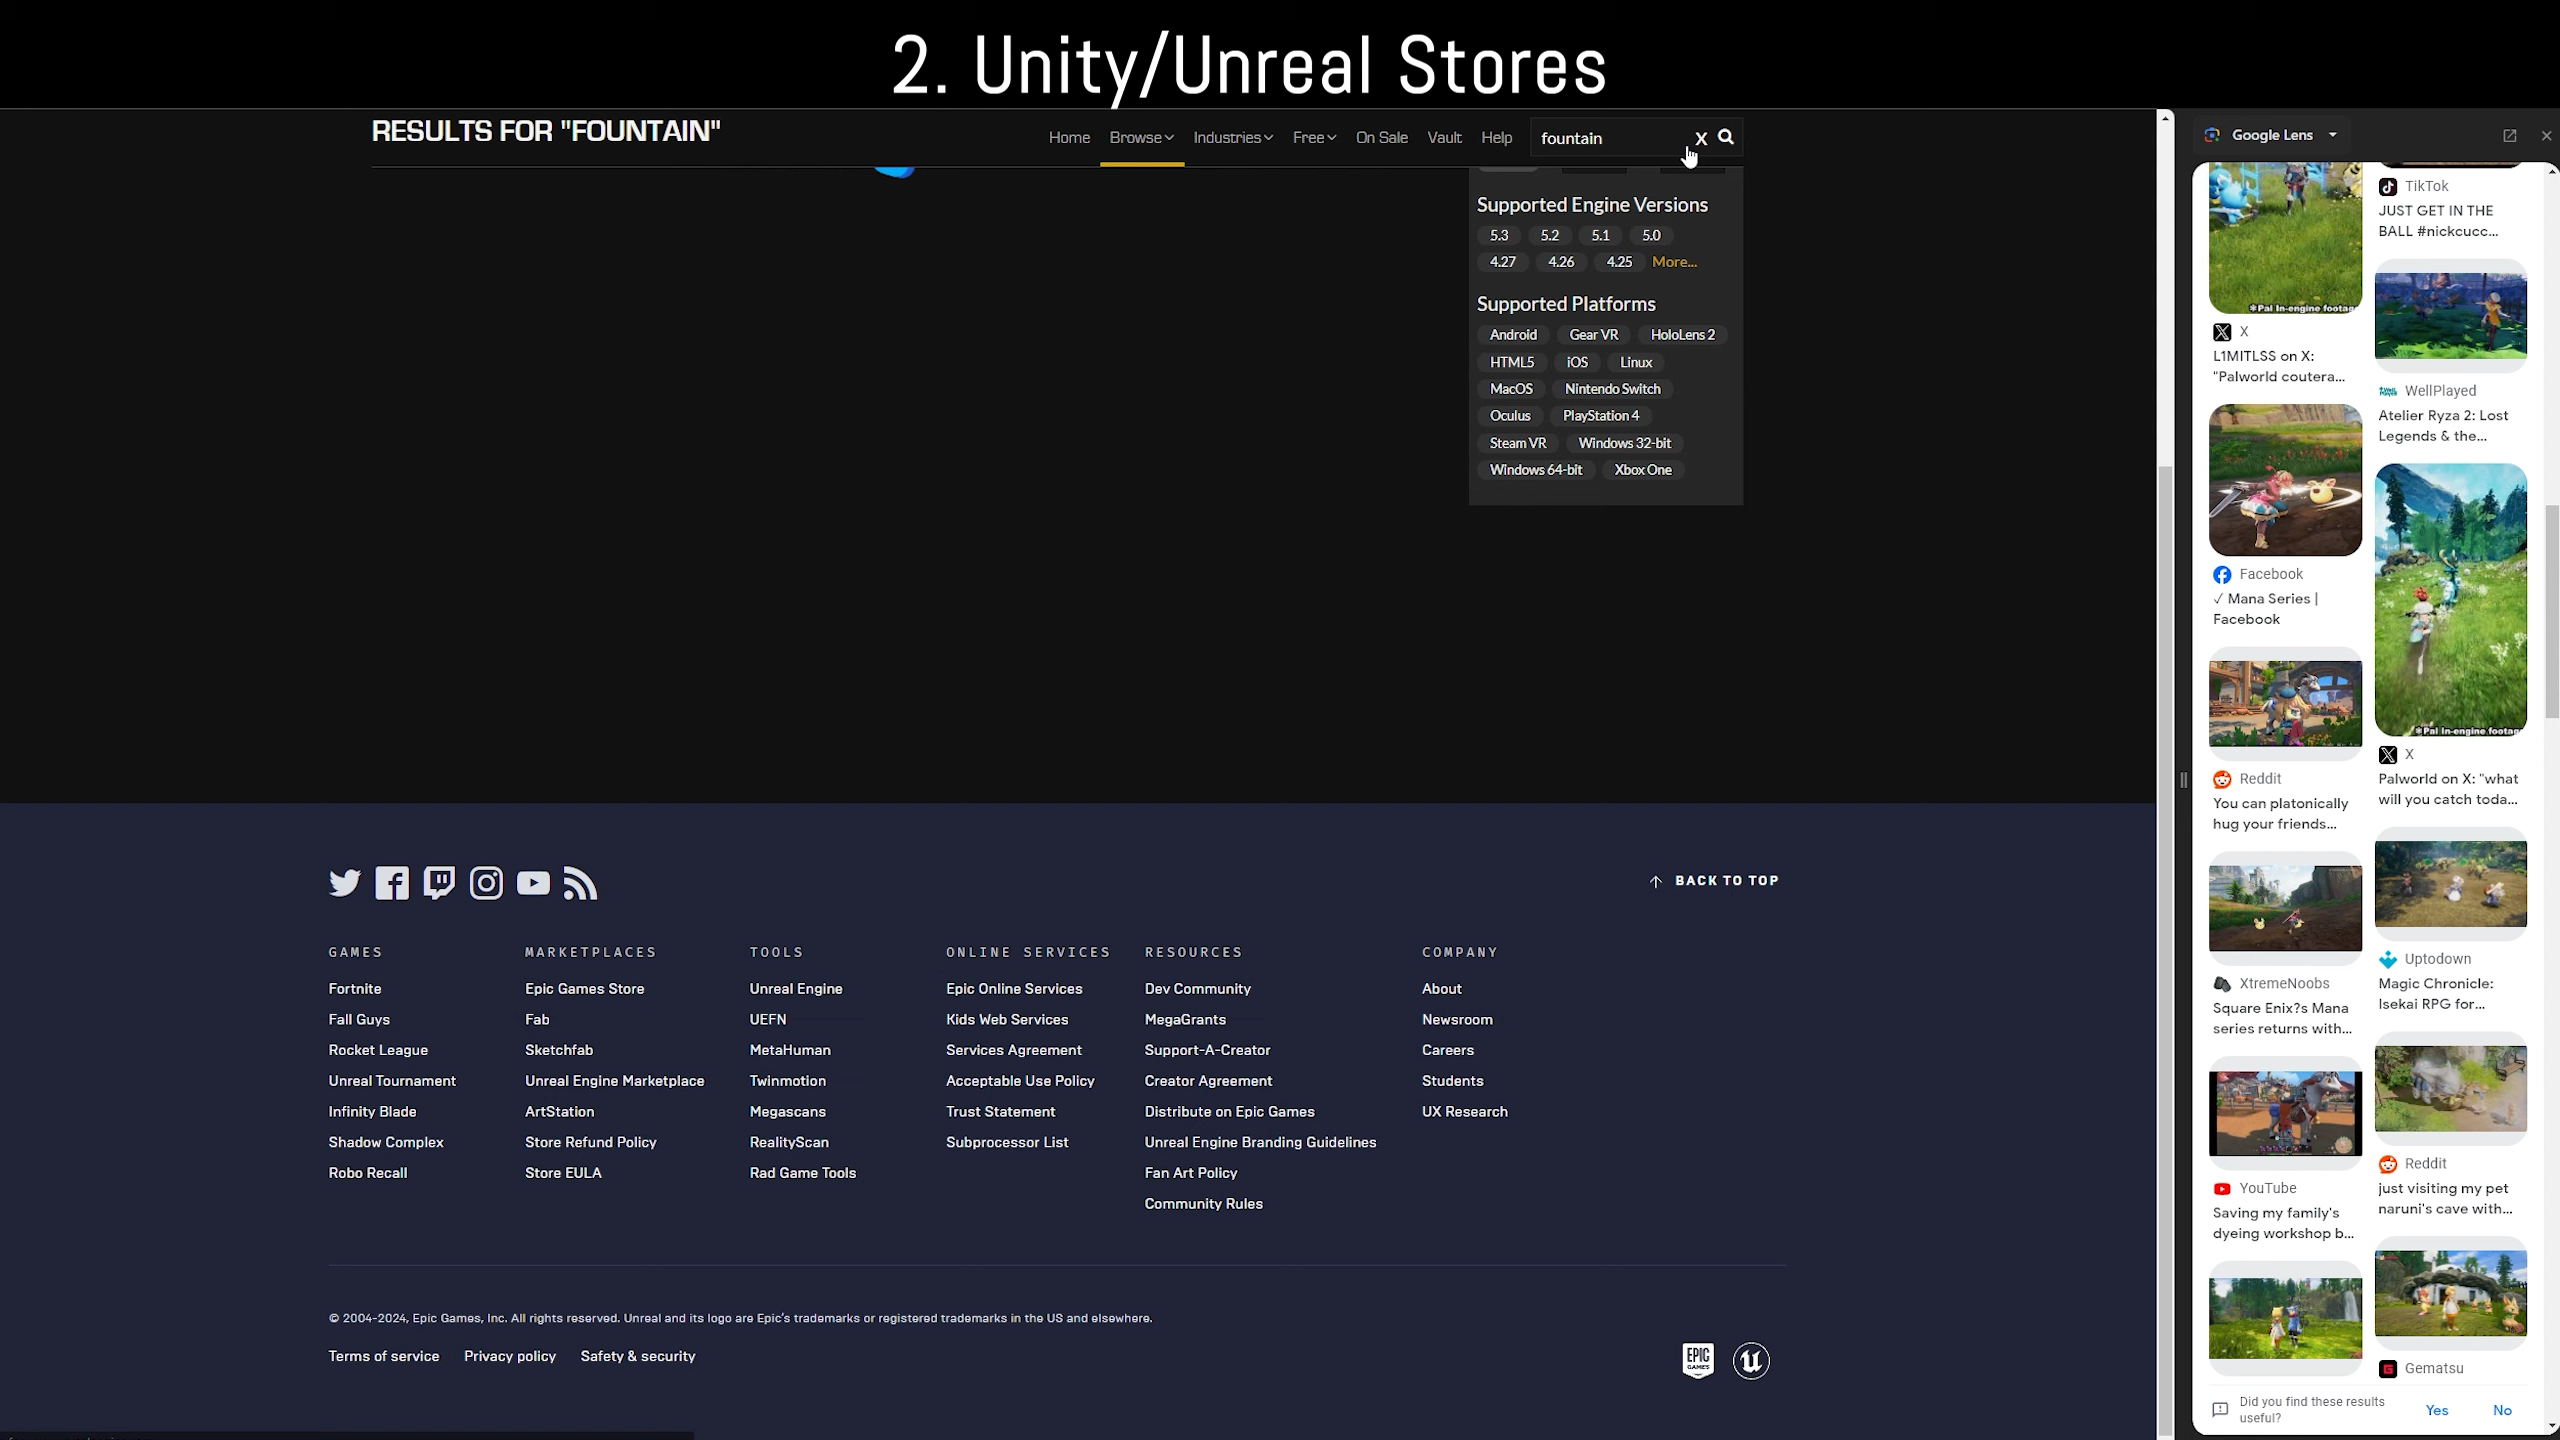 2. Unity/Unreal Stores
RESULTS FOR "FOUNTAIN"
Home Browse Industries Free On Sale Vault Help
fountain X
Supported Engine Versions
5.3 5.2 5.1 5.0
4.27 4.26 4.25 More...
Supported Platforms
Android Gear VR HoloLens 2
HTML5 iOS Linux
MacOS Nintendo Switch
Oculus PlayStation 4
Steam VR Windows 32-bit
Windows 64-bit Xbox One
BACK TO TOP
GAMES
Fortnite
Fall Guys
Rocket League
Unreal Tournament
Infinity Blade
Shadow Complex
Robo Recall
MARKETPLACES
Epic Games Store
Fab
Sketchfab
Unreal Engine Marketplace
ArtStation
Store Refund Policy
Store EULA
TOOLS
Unreal Engine
UEFN
MetaHuman
Twinmotion
Megascans
RealityScan
Rad Game Tools
ONLINE SERVICES
Epic Online Services
Kids Web Services
Services Agreement
Acceptable Use Policy
Trust Statement
Subprocessor List
RESOURCES
Dev Community
MegaGrants
Support-A-Creator
Creator Agreement
Distribute on Epic Games
Unreal Engine Branding Guidelines
Fan Art Policy
Community Rules
COMPANY
About
Newsroom
Careers
Students
UX Research
© 2004-2024, Epic Games, Inc. All rights reserved. Unreal and its logo are Epic's trademarks or registered trademarks in the US and elsewhere.
Terms of service Privacy policy Safety & security
EPIC
GAMES
Google Lens
*Pal In-engine footag
X
L1MITLSS on X:
"Palworld coutera...
Facebook
✓ Mana Series |
Facebook
Reddit
You can platonically
hug your friends...
XtremeNoobs
Square Enix?s Mana
series returns with...
YouTube
Saving my family's
dyeing workshop b...
TikTok
JUST GET IN THE
BALL #nickcucc...
WellPlayed
Atelier Ryza 2: Lost
Legends & the...
*Pal In-engine footag
X
Palworld on X: "what
will you catch toda...
Uptodown
Magic Chronicle:
Isekai RPG for...
Reddit
just visiting my pet
naruni's cave with...
Gematsu
Did you find these results
useful?
Yes No